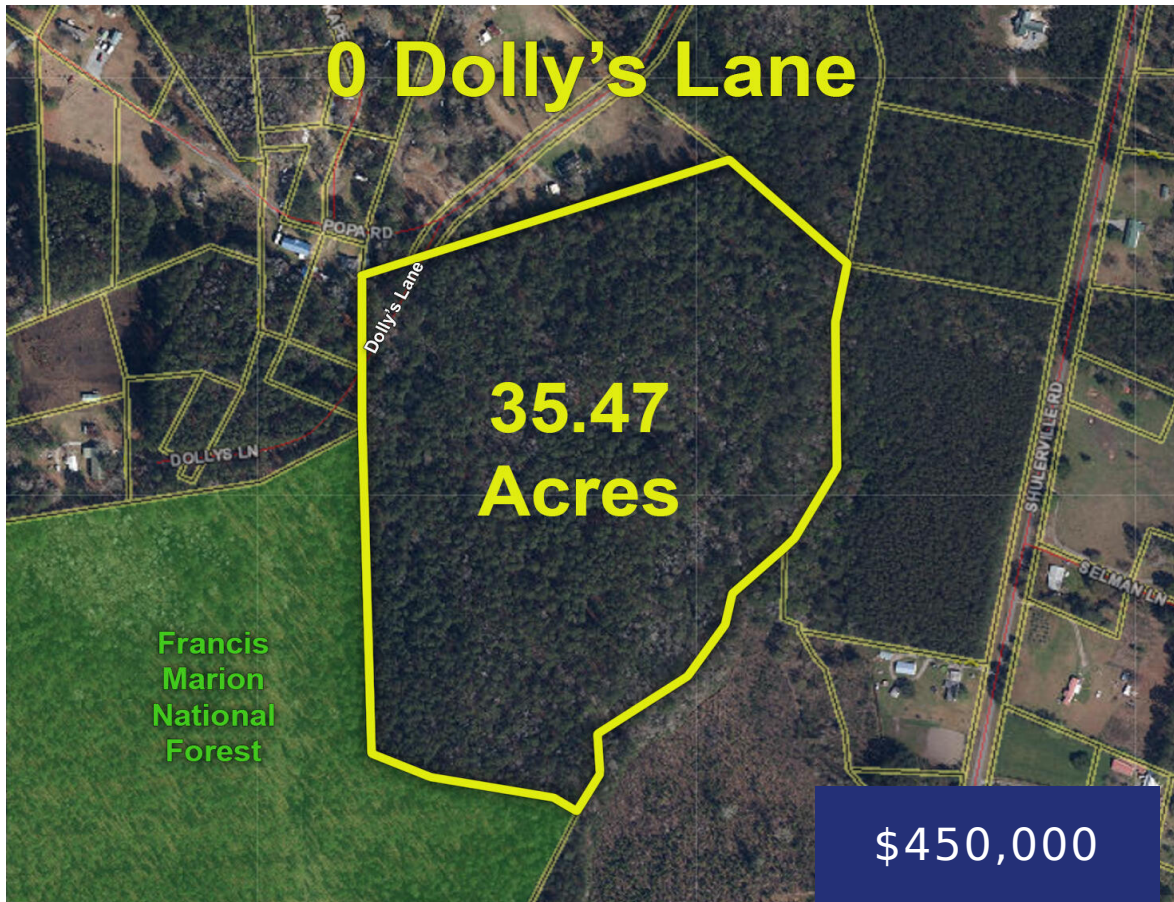 0 Dolly’s Lane
POPA RD
Dolly’s Lane
35.47
Acres
DOLLYS LN
SHULERVILLE RD
SELMAN LN
Francis
Marion
National
Forest
$450,000